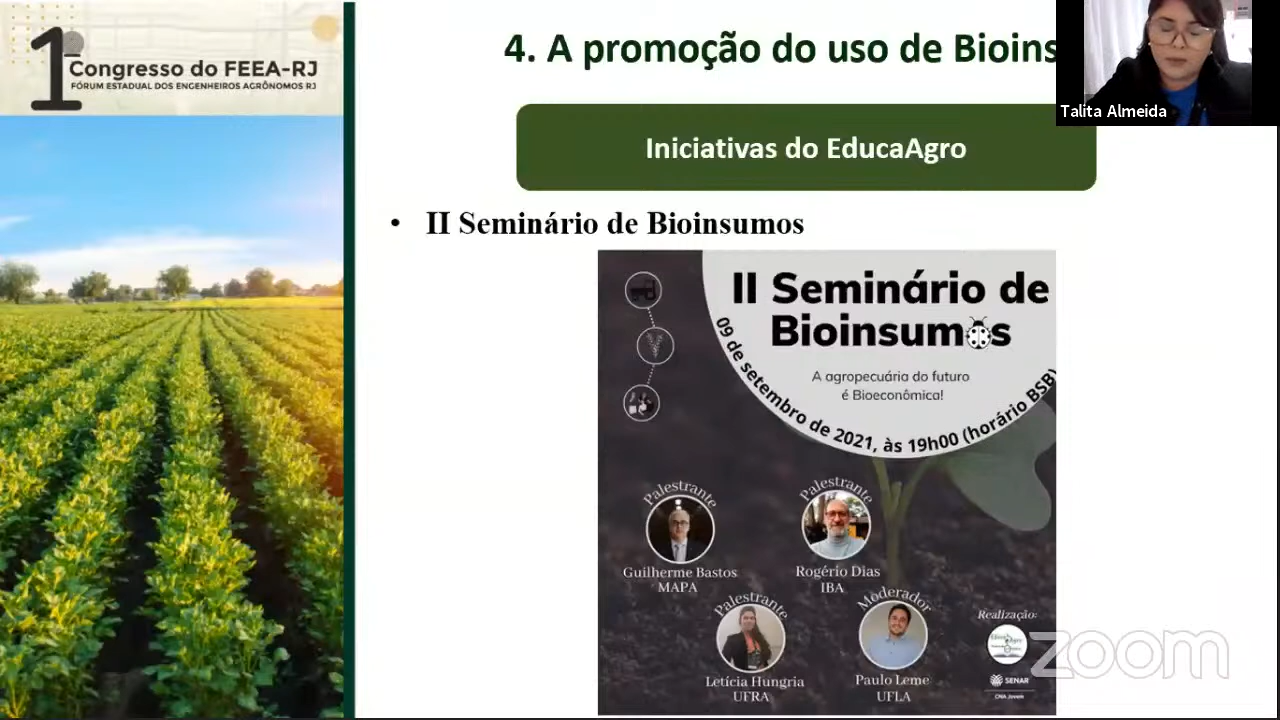 1
Congresso do FEEA-RJ
FÓRUM ESTADUAL DOS ENGENHEIROS AGRÔNOMOS RJ
4. A promoção do uso de Bioins
Talita Almeida
Iniciativas do EducaAgro
• II Seminário de Bioinsumos
II Seminário de
Bioinsumos
A agropecuária do futuro
é Bioeconômica!
09 de setembro de 2021, às 19h00 (horário BSB)
Palestrante
Guilherme Bastos
MAPA
Palestrante
Rogério Dias
IBA
Palestrante
Letícia Hungria
UFRA
Moderador
Paulo Leme
UFLA
Realização:
SENAR
CNA Jovem
zoom